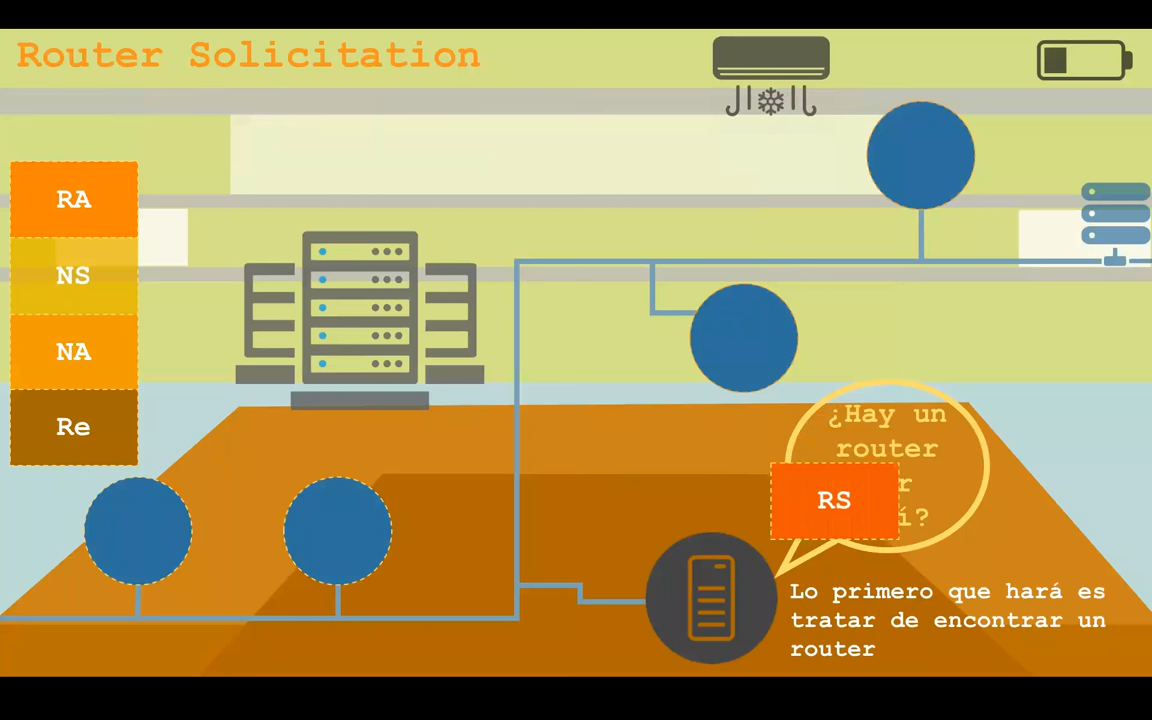 Router Solicitation
RA
NS
NA
Re
¿Hay un
router
RS
Lo primero que hará es
tratar de encontrar un
router